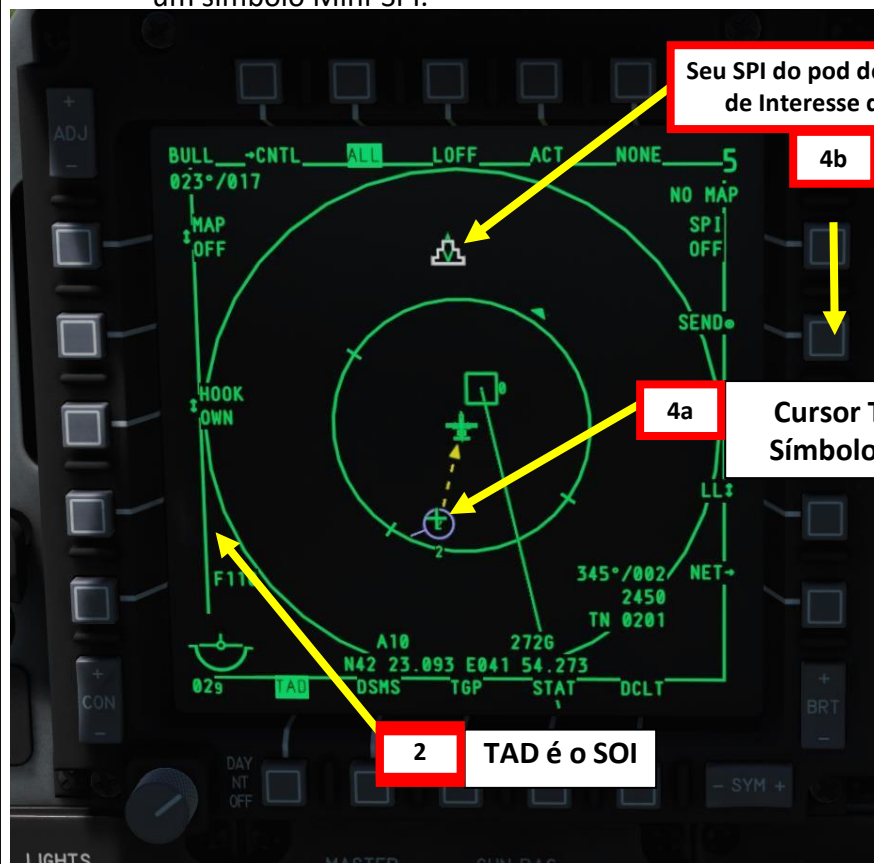 um símbolo Mini-SPI.
Seu SPI do pod de
de Interesse d
4b
+
ADJ
-
BULL →CNTL ALL LOFF ACT NONE 5
023°/017
NO MAP
MAP
OFF
SPI
OFF
SEND
HOOK
OWN
0
4a
Cursor T
Símbolo
LL
2
F11
345°/002
NET→
2450
TN 0201
A10 272G
N42 23.093 E041 54.273
029 TAD DSMS TGP STAT DCLT
+
CON
-
+
BRT
-
2
TAD é o SOI
DAY
NT
OFF
- SYM +
LIGHTS